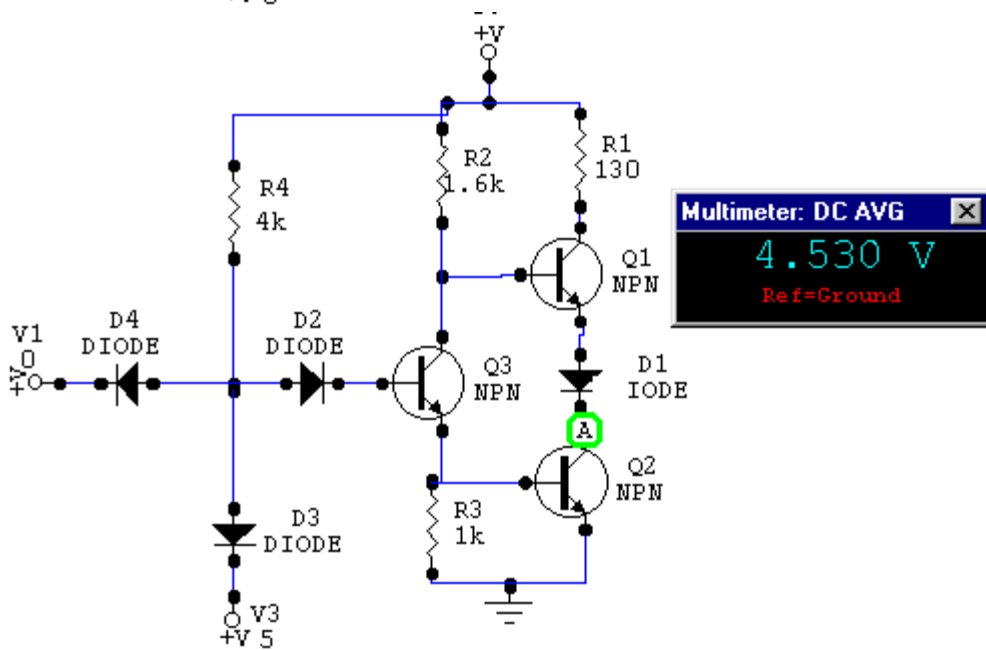 +V
R2
1.6k
R1
130
R4
4k
Multimeter: DC AVG
4.530 V
Ref=Ground
Q1
NPN
V1
0
+V
D4
DIODE
D2
DIODE
Q3
NPN
D1
IODE
A
Q2
NPN
R3
1k
D3
DIODE
V3
+V 5